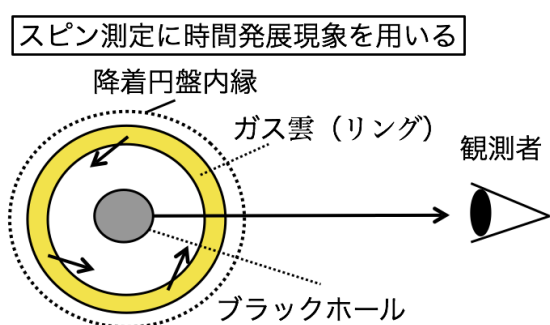 スピン測定に時間発展現象を用いる
降着円盤内縁
ガス雲（リング）
観測者
ブラックホール